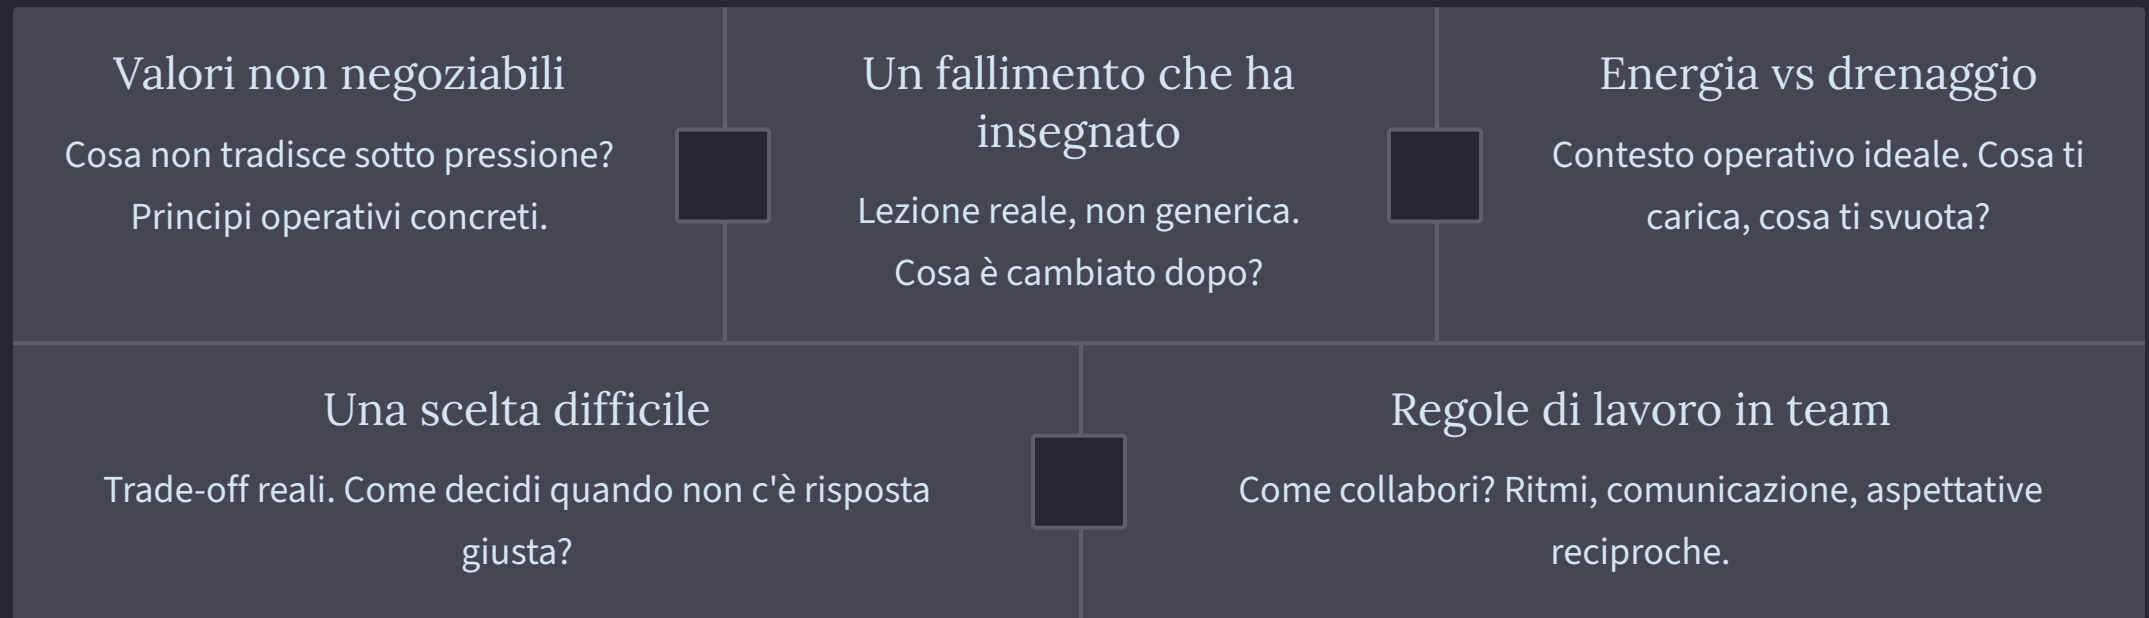 Valori non negoziabili
Cosa non tradisce sotto pressione?
Principi operativi concreti.
Un fallimento che ha
insegnato
Lezione reale, non generica.
Cosa è cambiato dopo?
Energia vs drenaggio
Contesto operativo ideale. Cosa ti
carica, cosa ti svuota?
Una scelta difficile
Trade-off reali. Come decidi quando non c'è risposta
giusta?
Regole di lavoro in team
Come collabori? Ritmi, comunicazione, aspettative
reciproche.